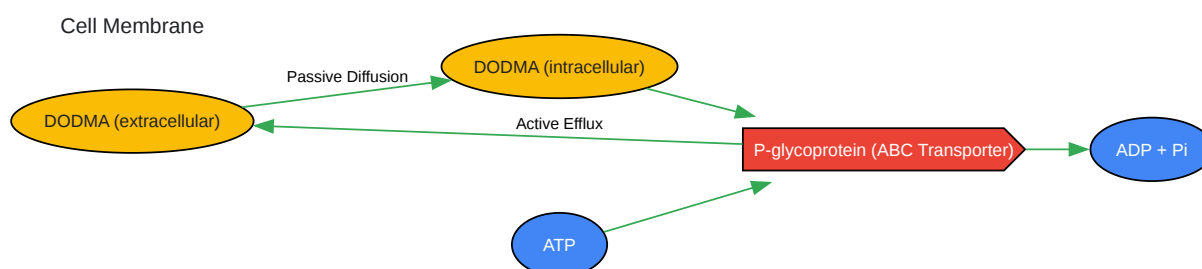 Cell Membrane
DODMA (intracellular)
Passive Diffusion
DODMA (extracellular)
Active Efflux
P-glycoprotein (ABC Transporter)
ADP + Pi
ATP